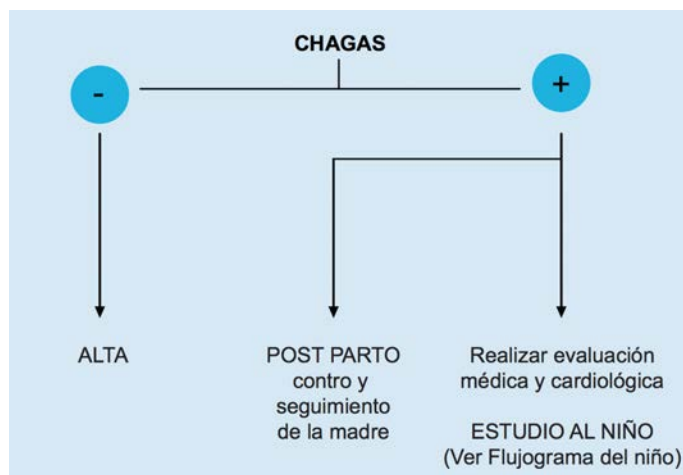 CHAGAS
-
+
ALTA
POST PARTO
contro y
seguimiento
de la madre
Realizar evaluación
médica y cardiológica
ESTUDIO AL NIÑO
(Ver Flujograma del niño)